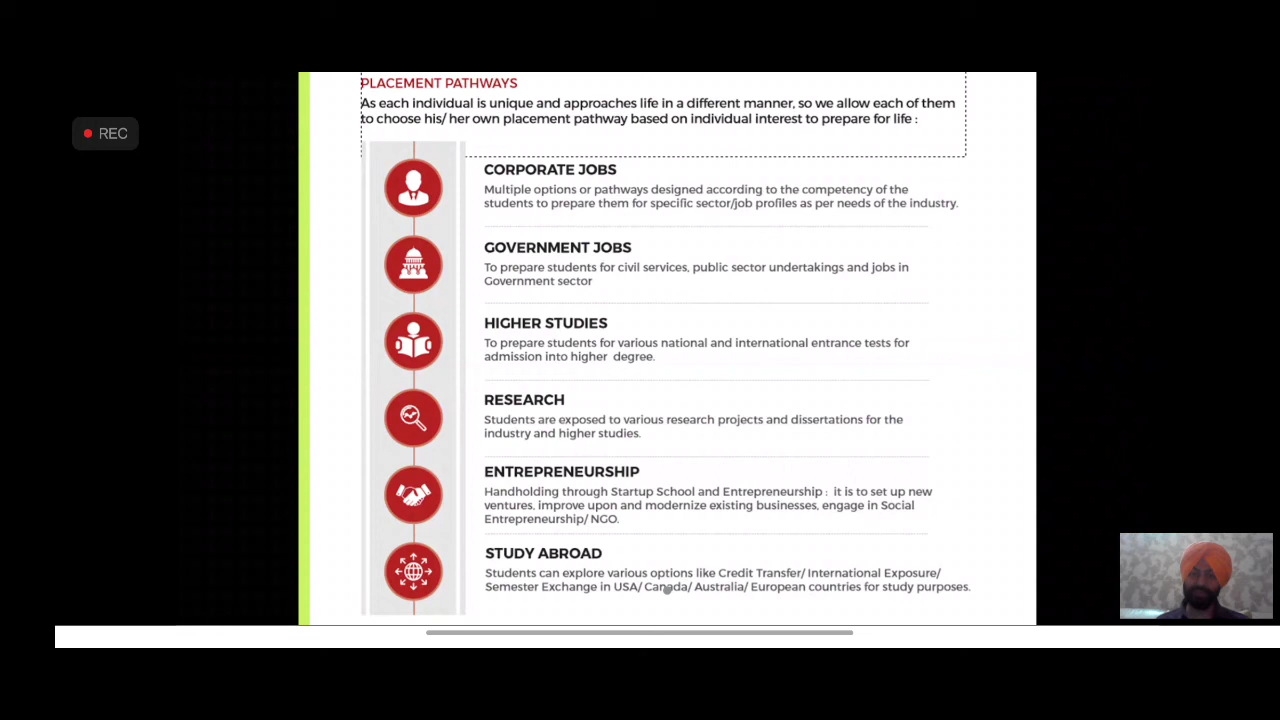 PLACEMENT PATHWAYS
As each individual is unique and approaches life in a different manner, so we allow each of them
to choose his/ her own placement pathway based on individual interest to prepare for life :
REC
CORPORATE JOBS
Multiple options or pathways designed according to the competency of the
students to prepare them for specific sector/job profiles as per needs of the industry.
GOVERNMENT JOBS
To prepare students for civil services, public sector undertakings and jobs in
Government sector
HIGHER STUDIES
To prepare students for various national and international entrance tests for
admission into higher degree.
RESEARCH
Students are exposed to various research projects and dissertations for the
industry and higher studies.
ENTREPRENEURSHIP
Handholding through Startup School and Entrepreneurship : it is to set up new
ventures, improve upon and modernize existing businesses, engage in Social
Entrepreneurship/ NGO.
STUDY ABROAD
Students can explore various options like Credit Transfer/ International Exposure/
Semester Exchange in USA/ Canada/ Australia/ European countries for study purposes.